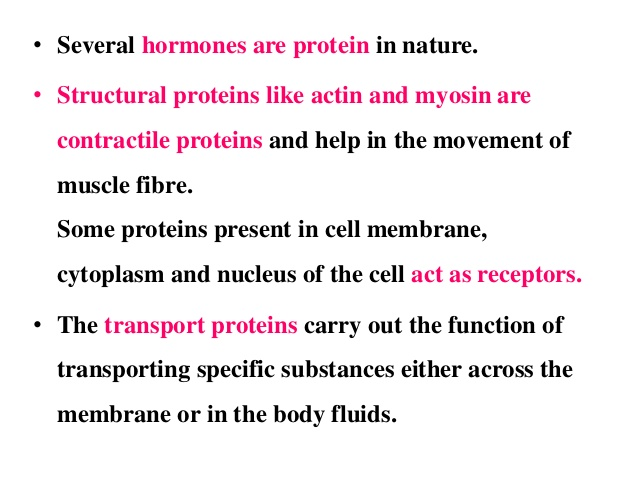 • Several hormones are protein in nature.
• Structural proteins like actin and myosin are
contractile proteins and help in the movement of
muscle fibre.
Some proteins present in cell membrane,
cytoplasm and nucleus of the cell act as receptors.
• The transport proteins carry out the function of
transporting specific substances either across the
membrane or in the body fluids.